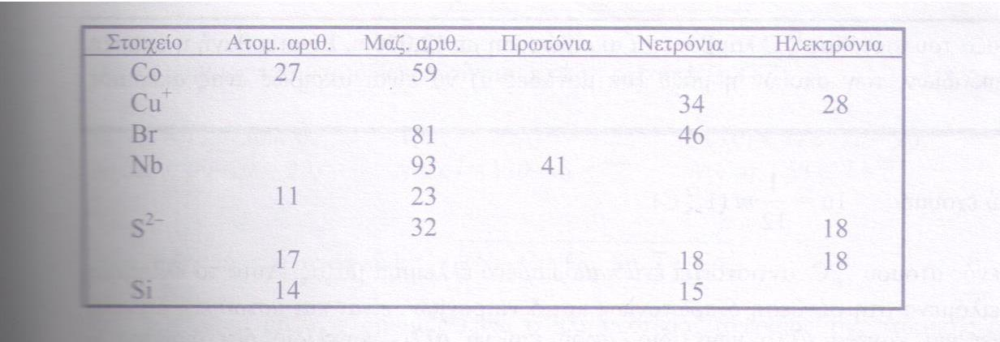 Στοιχείο Ατομ. αριθ. Μαζ. αριθ. Πρωτόνια Νετρόνια Ηλεκτρόνια
Co 27 59
Cu⁺ 34 28
Br 81 46
Nb 93 41
11 23
S²⁻ 32 18
17 18 18
Si 14 15